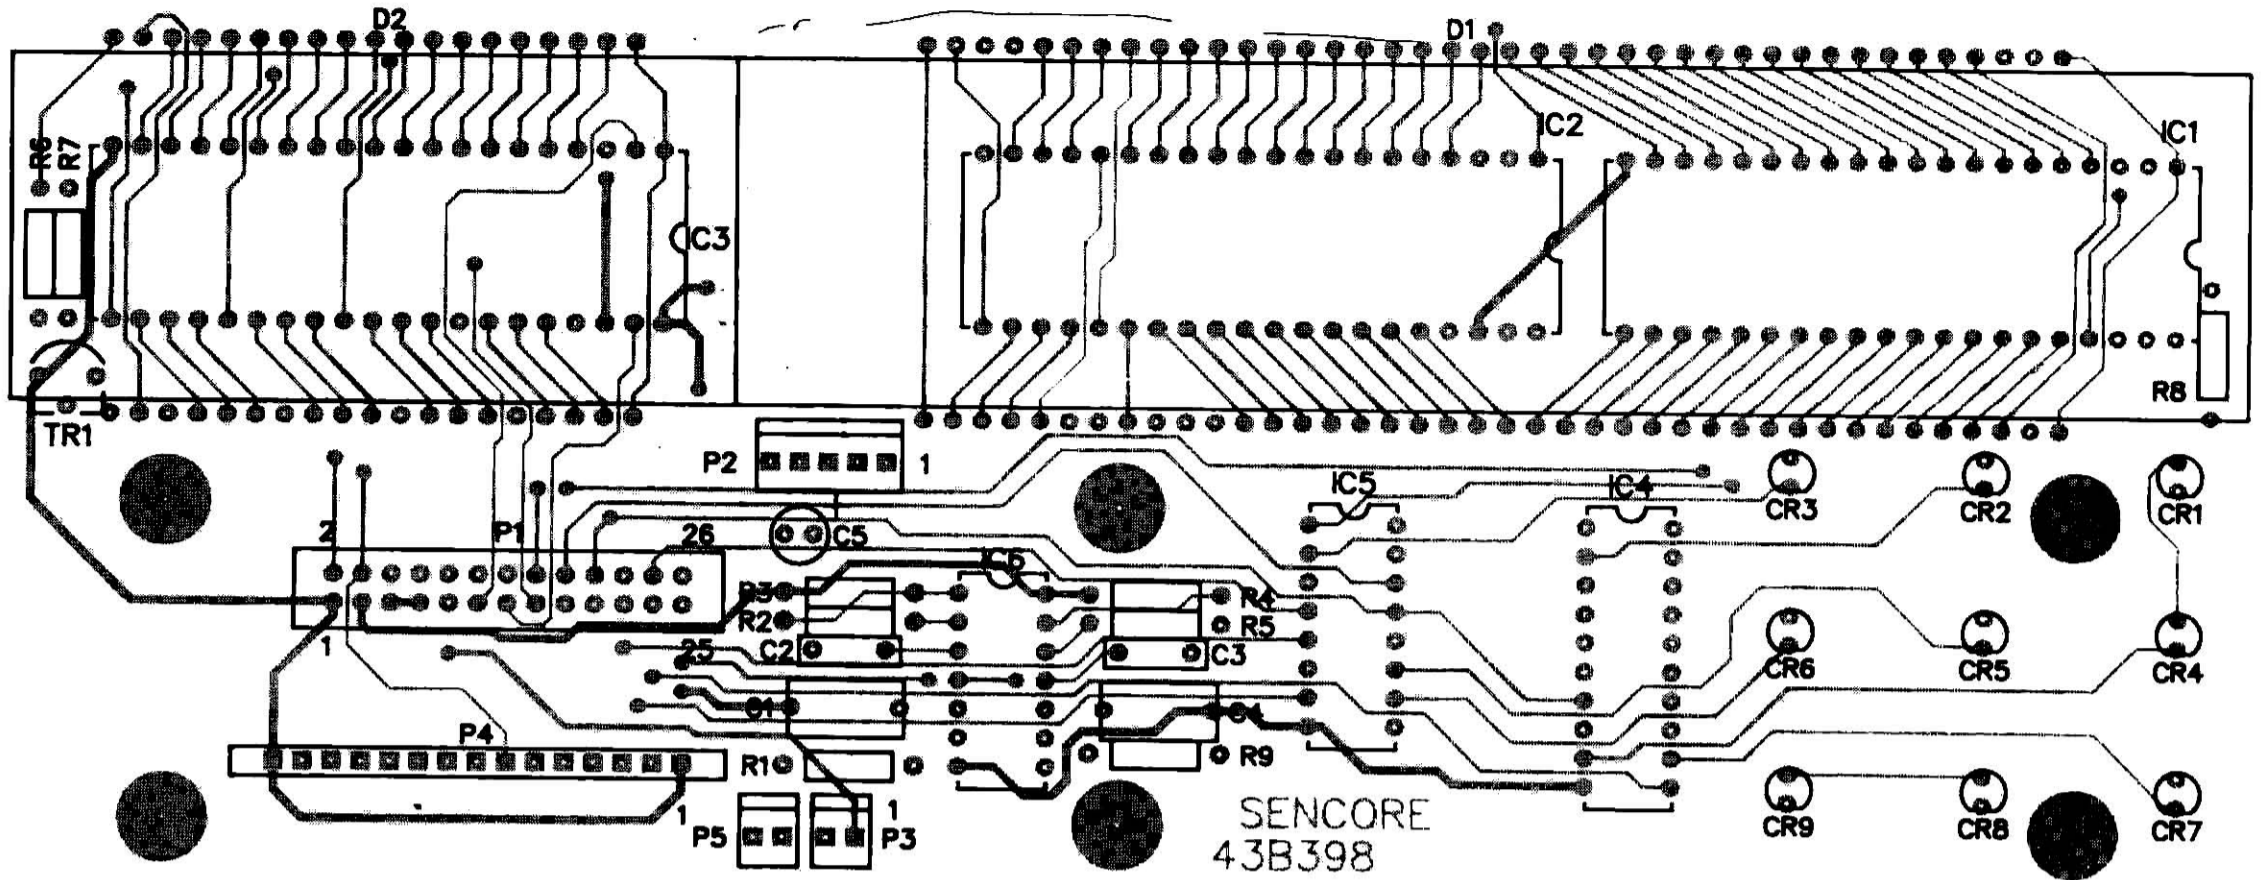 D2
D1
IC2
IC1
R6
R7
C3
R8
TR1
P2
1
IC5
IC4
CR3
CR2
CR1
2
P1
26
C5
IC6
R3
R4
R2
R5
1
25
C2
C3
CR6
CR5
CR4
C1
C4
P4
R1
R9
1
1
P5
P3
SENCORE
43B398
CR9
CR8
CR7